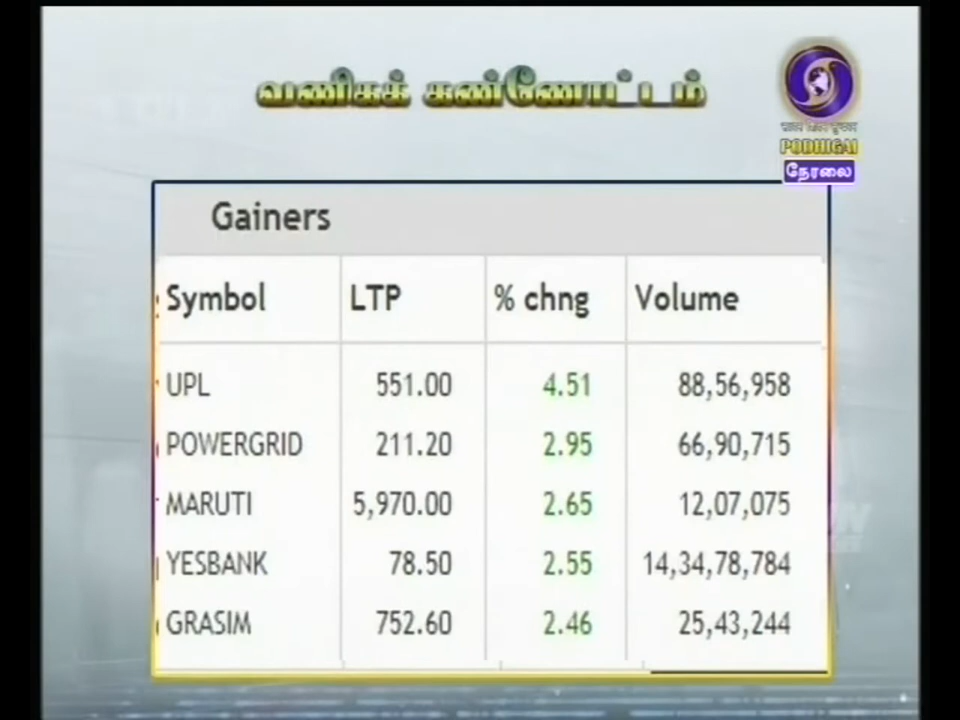 வணிகக் கண்ணோட்டம்
PODHIGAI
நேரலை
Gainers
Symbol LTP % chng Volume
UPL 551.00 4.51 88,56,958
POWERGRID 211.20 2.95 66,90,715
MARUTI 5,970.00 2.65 12,07,075
YESBANK 78.50 2.55 14,34,78,784
GRASIM 752.60 2.46 25,43,244